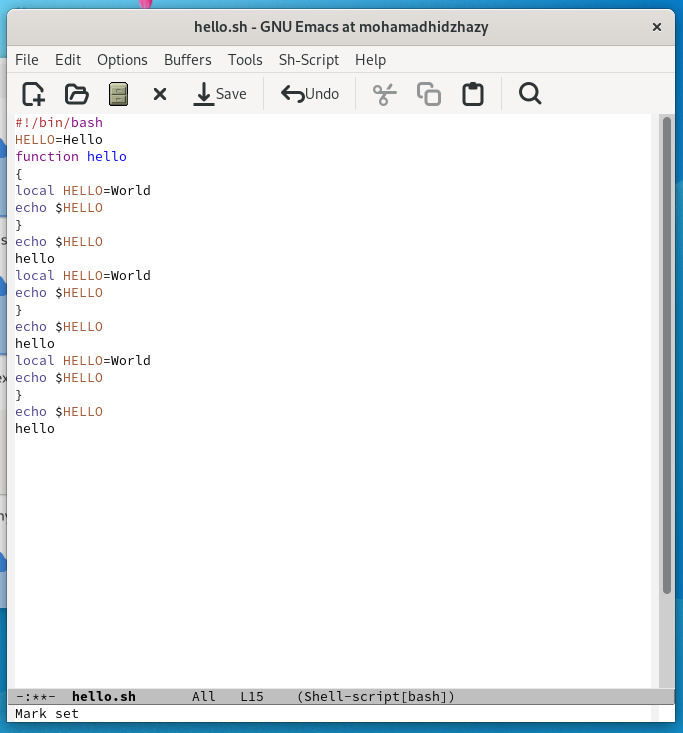 hello.sh - GNU Emacs at mohamadhidzhazy
File Edit Options Buffers Tools Sh-Script Help
Save Undo
#!/bin/bash
HELLO=Hello
function hello
{
local HELLO=World
echo $HELLO
}
echo $HELLO
hello
local HELLO=World
echo $HELLO
}
echo $HELLO
hello
local HELLO=World
echo $HELLO
}
echo $HELLO
hello
-:**- hello.sh All L15 (Shell-script[bash])
Mark set